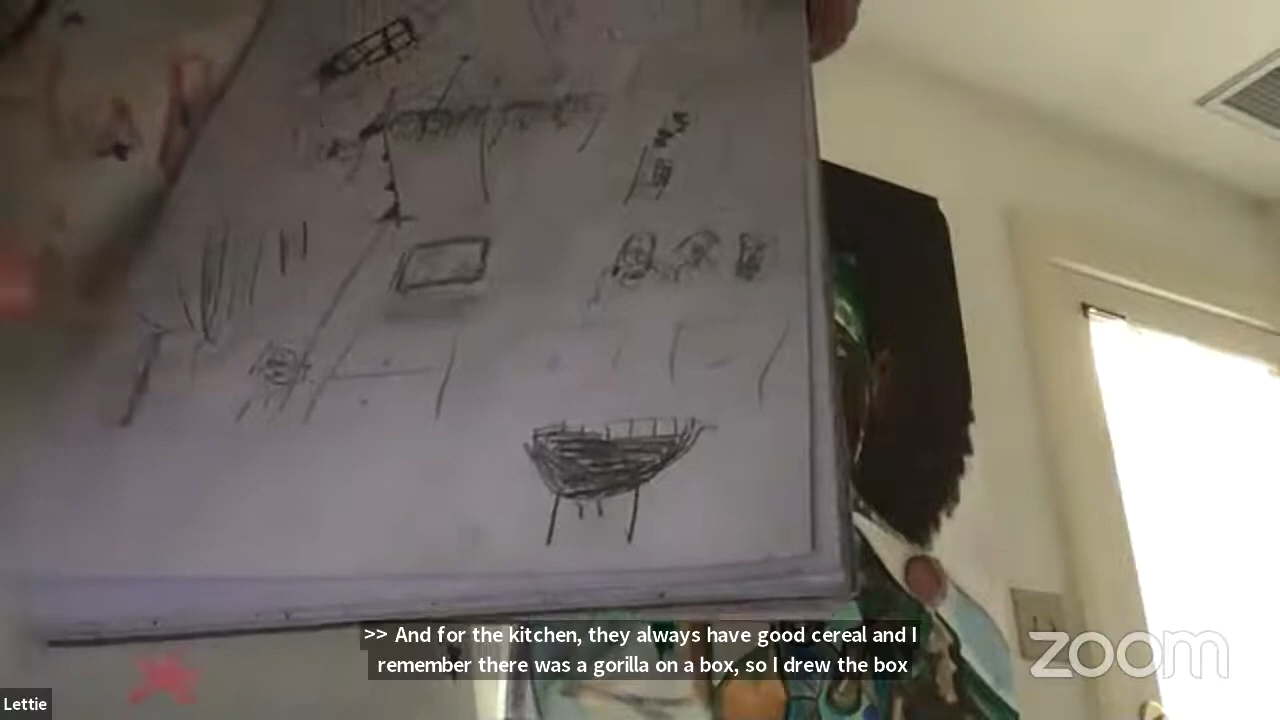 >> And for the kitchen, they always have good cereal and I
remember there was a gorilla on a box, so I drew the box
zoom
Lettie